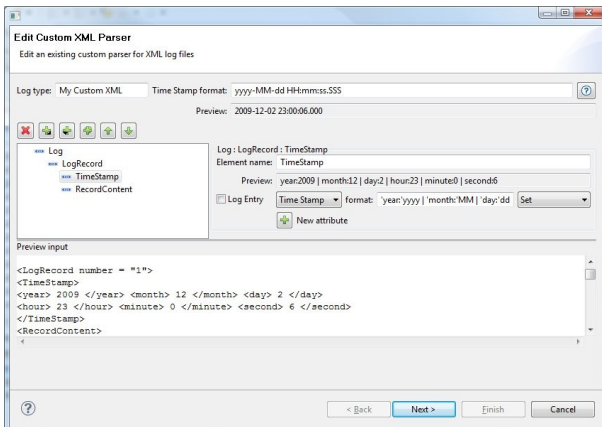 Edit Custom XML Parser
Edit an existing custom parser for XML log files
Log type: My Custom XML Time Stamp format: yyyy-MM-dd HH:mm:ss.SSS
Preview: 2009-12-02 23:00:06.000
Log
LogRecord
TimeStamp
RecordContent
Log : LogRecord : TimeStamp
Element name: TimeStamp
Preview: year:2009 | month:12 | day:2 | hour:23 | minute:0 | second:6
Log Entry Time Stamp format: 'year:'yyyy | 'month:'MM | 'day:'dd Set
New attribute
Preview input
<LogRecord number = "1">
<TimeStamp>
<year> 2009 </year> <month> 12 </month> <day> 2 </day>
<hour> 23 </hour> <minute> 0 </minute> <second> 6 </second>
</TimeStamp>
<RecordContent>
< Back Next > Finish Cancel